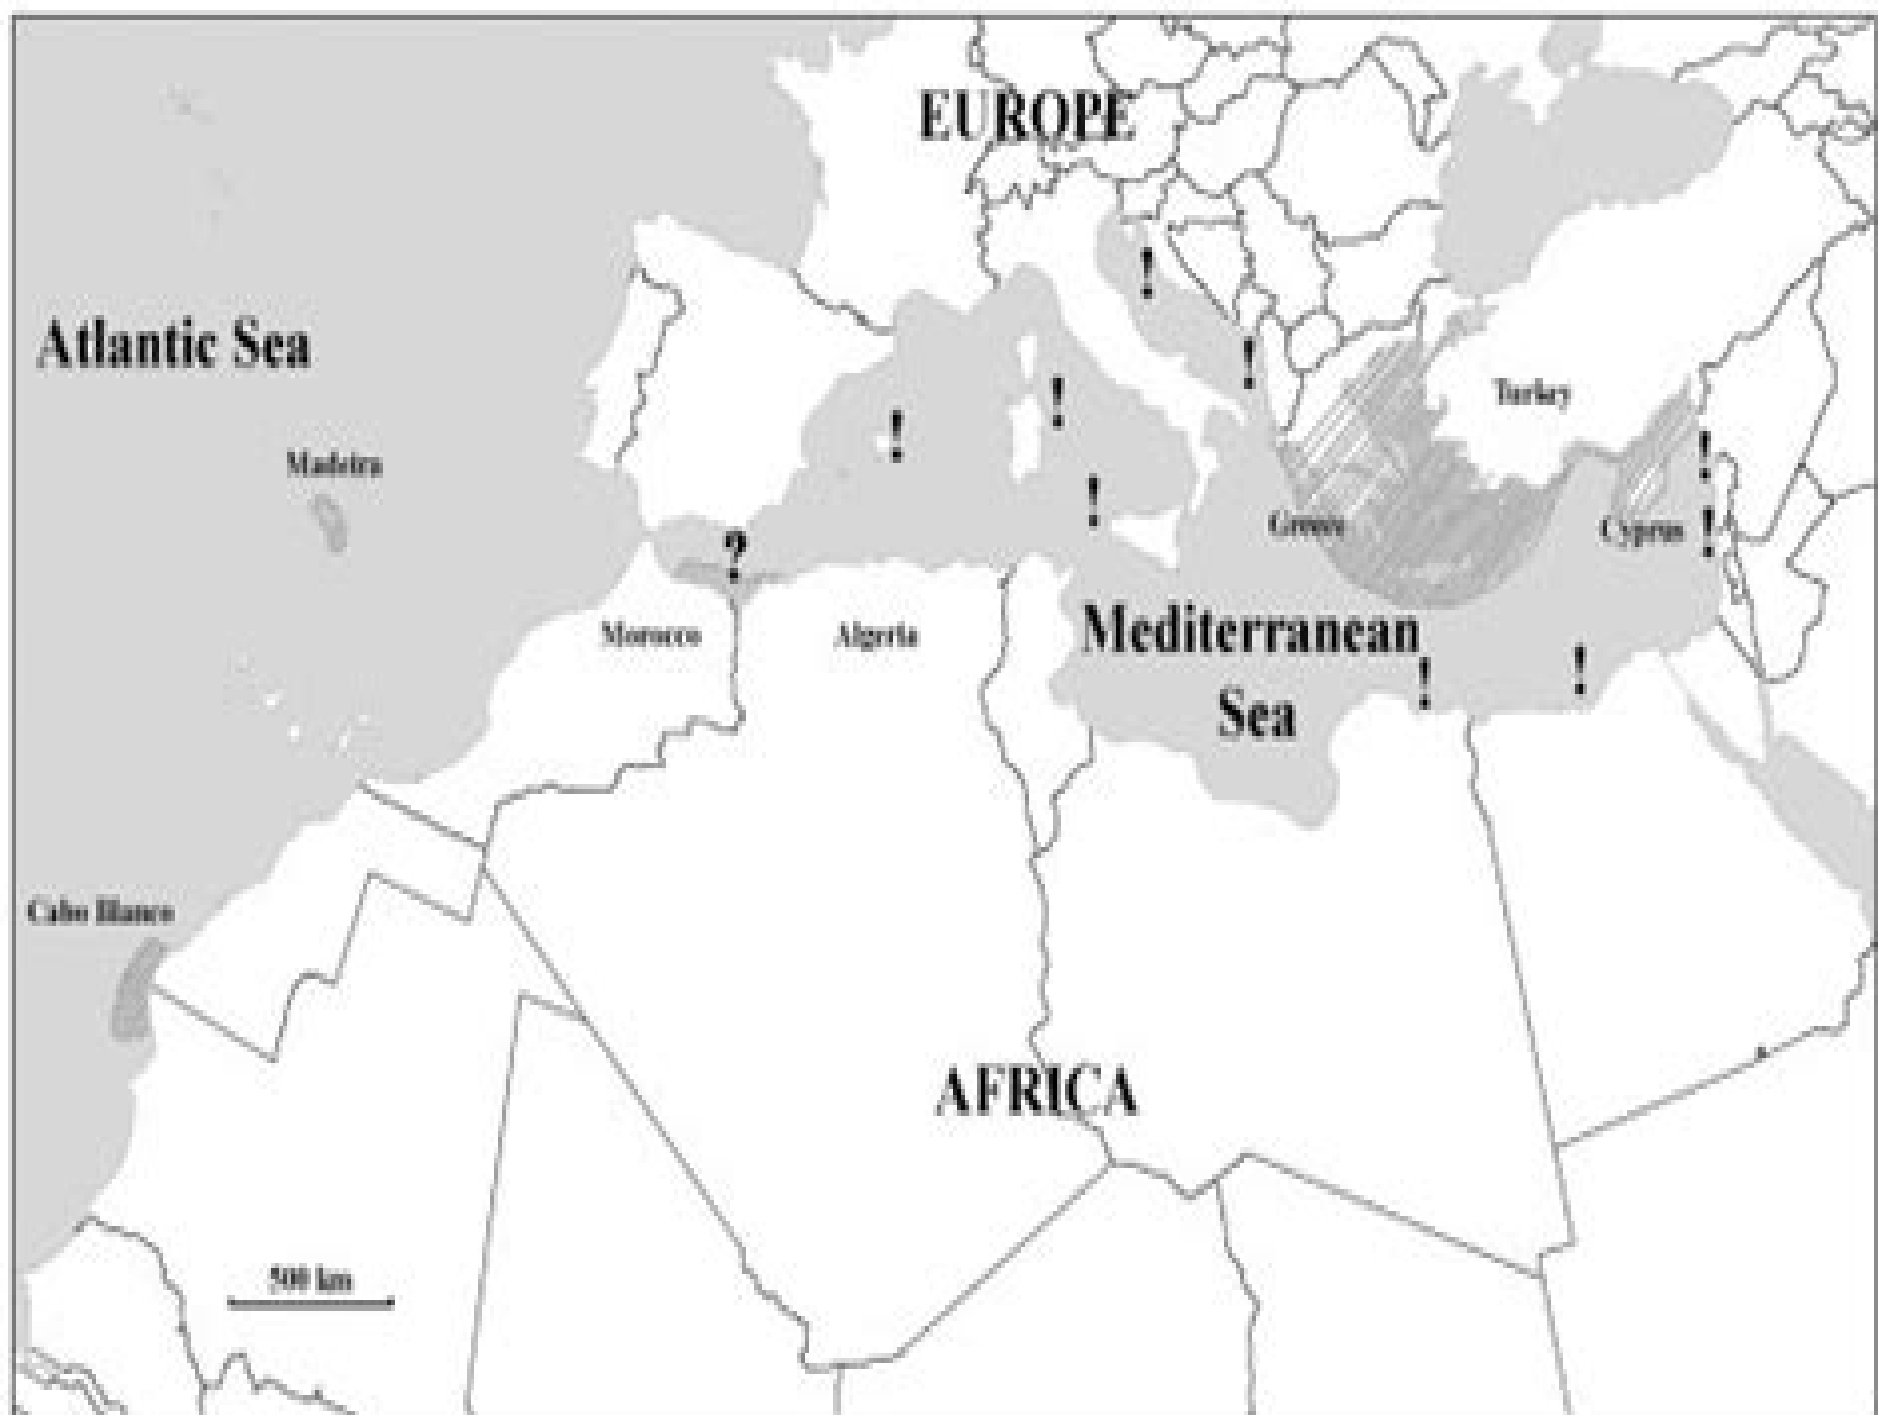 EUROPE
!
Atlantic Sea
!
!
Turkey
!
!
Madeira
!
!
Greece
Cyprus
!
?
Morocco
Algeria
Mediterranean
Sea
!
!
Cabo Blanco
AFRICA
500 km